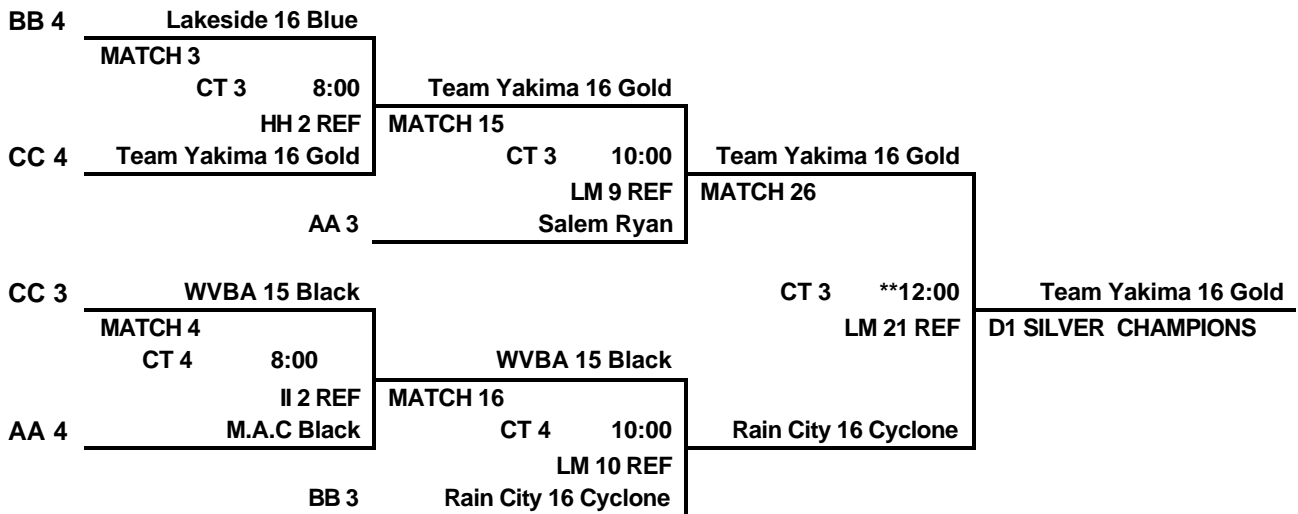 BB 4 Lakeside 16 Blue
MATCH 3
CT 3 8:00 Team Yakima 16 Gold
HH 2 REF MATCH 15
CC 4 Team Yakima 16 Gold CT 3 10:00 Team Yakima 16 Gold
LM 9 REF MATCH 26
AA 3 Salem Ryan
CC 3 WVBA 15 Black CT 3 **12:00 Team Yakima 16 Gold
MATCH 4 LM 21 REF D1 SILVER CHAMPIONS
CT 4 8:00 WVBA 15 Black
II 2 REF MATCH 16
AA 4 M.A.C Black CT 4 10:00 Rain City 16 Cyclone
LM 10 REF
BB 3 Rain City 16 Cyclone